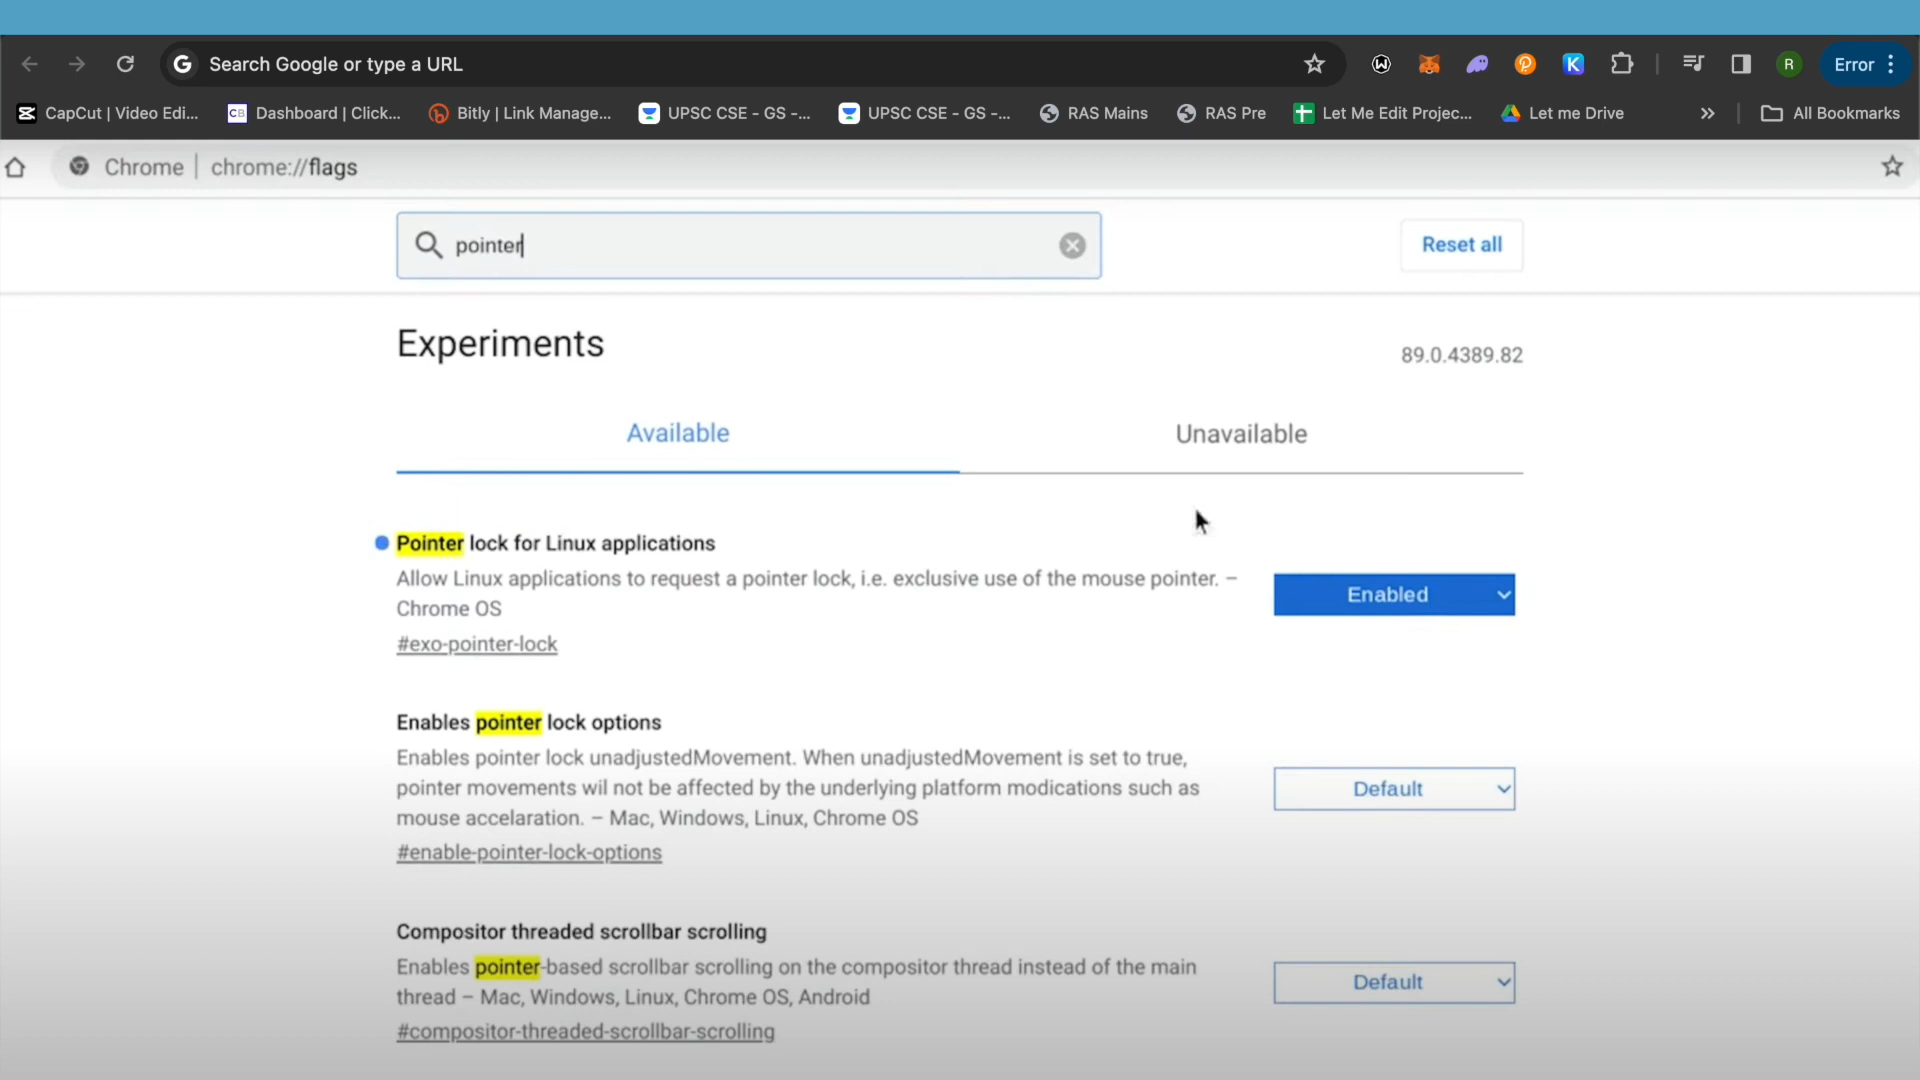 Search Google or type a URL
R
Error
CapCut | Video Edi...
CB Dashboard | Click...
Bitly | Link Manage...
UPSC CSE - GS -...
UPSC CSE - GS -...
RAS Mains
RAS Pre
Let Me Edit Projec...
Let me Drive
All Bookmarks
Chrome | chrome://flags
pointer
Reset all
Experiments
89.0.4389.82
Available
Unavailable
Pointer lock for Linux applications
Allow Linux applications to request a pointer lock, i.e. exclusive use of the mouse pointer. –
Chrome OS
#exo-pointer-lock
Enabled
Enables pointer lock options
Enables pointer lock unadjustedMovement. When unadjustedMovement is set to true,
pointer movements wil not be affected by the underlying platform modications such as
mouse accelaration. – Mac, Windows, Linux, Chrome OS
#enable-pointer-lock-options
Default
Compositor threaded scrollbar scrolling
Enables pointer-based scrollbar scrolling on the compositor thread instead of the main
thread – Mac, Windows, Linux, Chrome OS, Android
#compositor-threaded-scrollbar-scrolling
Default